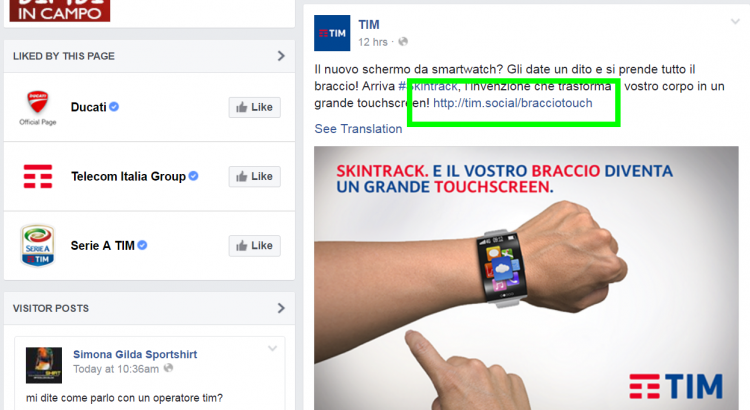 IN CAMPO
LIKED BY THIS PAGE
DUCATI
Official Page
Ducati
Like
Telecom Italia Group
Like
SERIE A
TIM
Serie A TIM
Like
VISITOR POSTS
Simona Gilda Sportshirt
Today at 10:36am
mi dite come parlo con un operatore tim?
TIM
TIM
12 hrs ·
Il nuovo schermo da smartwatch? Gli date un dito e si prende tutto il
braccio! Arriva #Skintrack, l'invenzione che trasforma vostro corpo in un
grande touchscreen! http://tim.social/bracciotouch
See Translation
SKINTRACK. E IL VOSTRO BRACCIO DIVENTA
UN GRANDE TOUCHSCREEN.
TIM